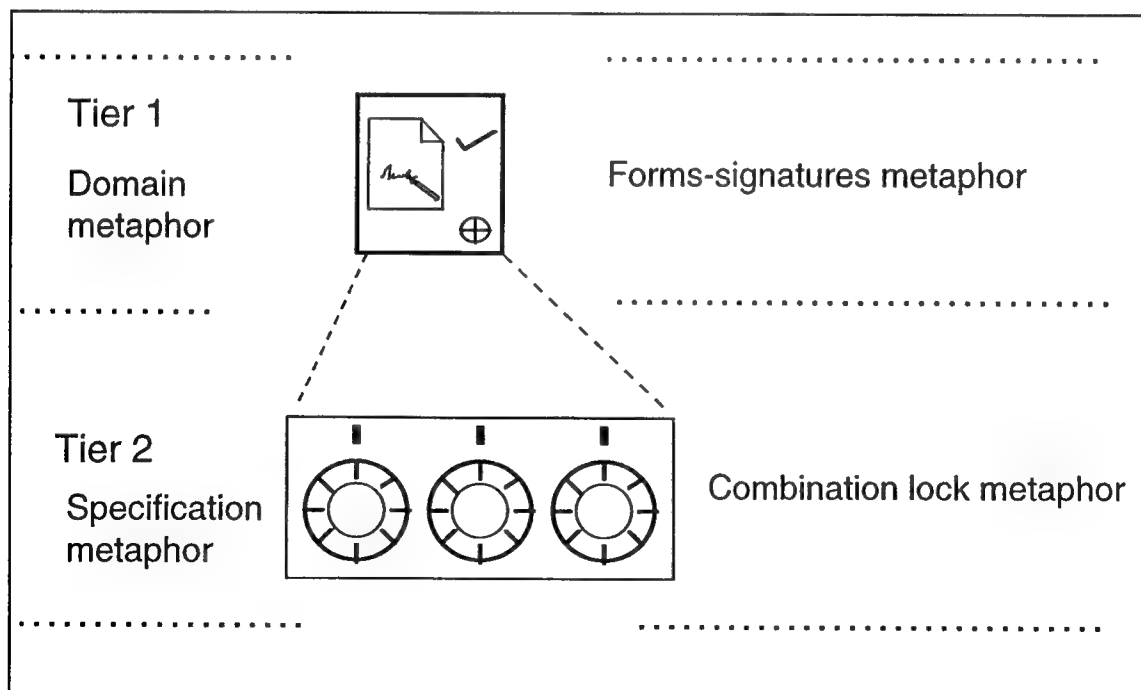 Tier 1
Domain
metaphor
Forms-signatures metaphor
Tier 2
Specification
metaphor
Combination lock metaphor